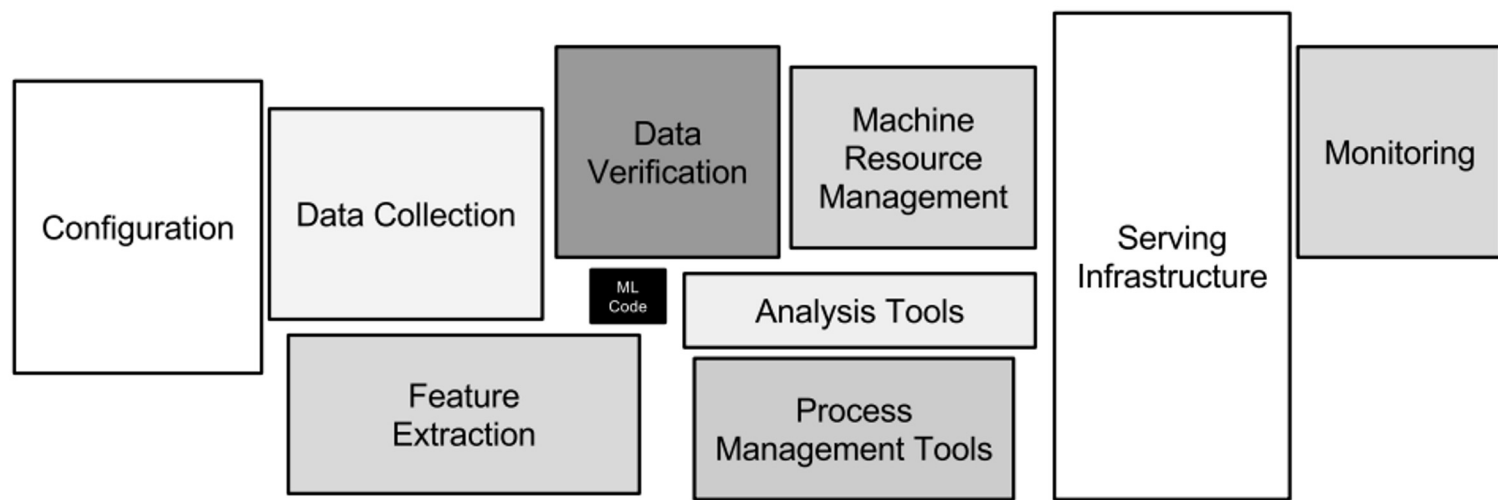 Configuration
Data Collection
Data
Verification
Machine
Resource
Management
Monitoring
Serving
Infrastructure
ML
Code
Analysis Tools
Feature
Extraction
Process
Management Tools